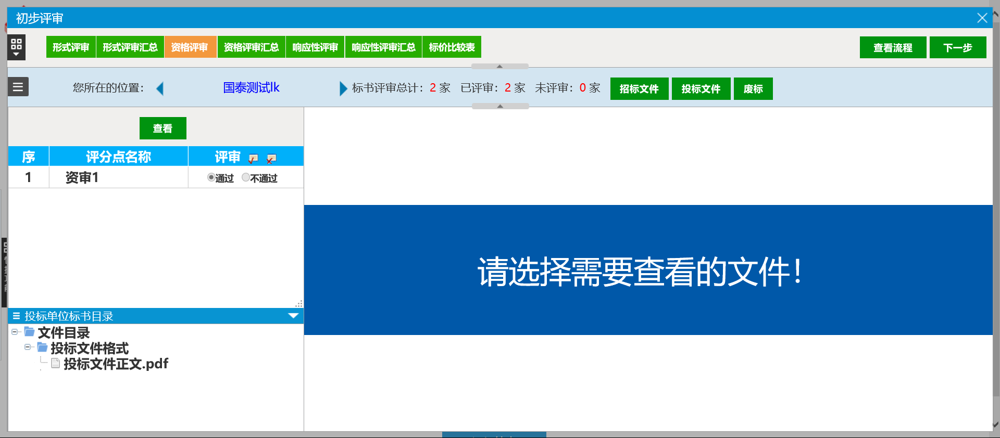 初步评审
形式评审 形式评审汇总 资格评审 资格评审汇总 响应性评审 响应性评审汇总 标价比较表 查看流程 下一步
您所在的位置： 国泰测试lk 标书评审总计：2 家 已评审：2 家 未评审：0 家 招标文件 投标文件 废标
查看
序 评分点名称 评审
1 资审1 通过 不通过
请选择需要查看的文件！
投标单位标书目录
文件目录
投标文件格式
投标文件正文.pdf